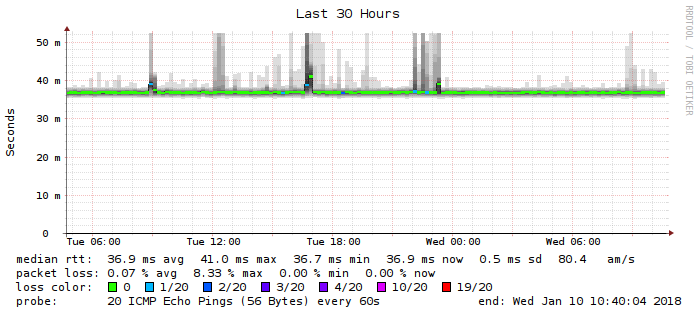 Last 30 Hours
RRDTOOL / TOBI OETIKER
Seconds
50 m
40 m
30 m
20 m
10 m
0
Tue 06:00 Tue 12:00 Tue 18:00 Wed 00:00 Wed 06:00
median rtt: 36.9 ms avg 41.0 ms max 36.7 ms min 36.9 ms now 0.5 ms sd 80.4 am/s
packet loss: 0.07 % avg 8.33 % max 0.00 % min 0.00 % now
loss color: 0 1/20 2/20 3/20 4/20 10/20 19/20
probe: 20 ICMP Echo Pings (56 Bytes) every 60s end: Wed Jan 10 10:40:04 2018